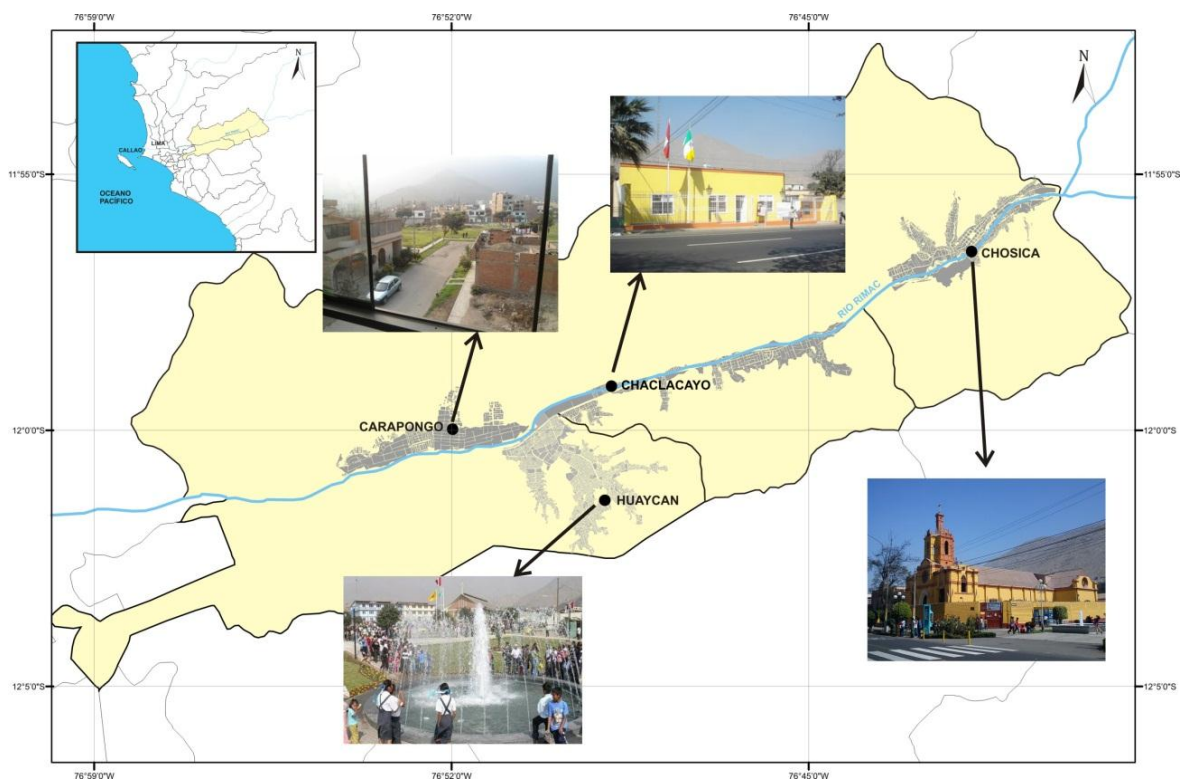 76°59'0"W
76°52'0"W
76°45'0"W
N
N
LIMA
CALLAO
OCEANO
PACÍFICO
11°55'0"S
11°55'0"S
CHOSICA
RIO RIMAC
CHACLACAYO
CARAPONGO
12°0'0"S
12°0'0"S
HUAYCAN
12°5'0"S
12°5'0"S
76°59'0"W
76°52'0"W
76°45'0"W